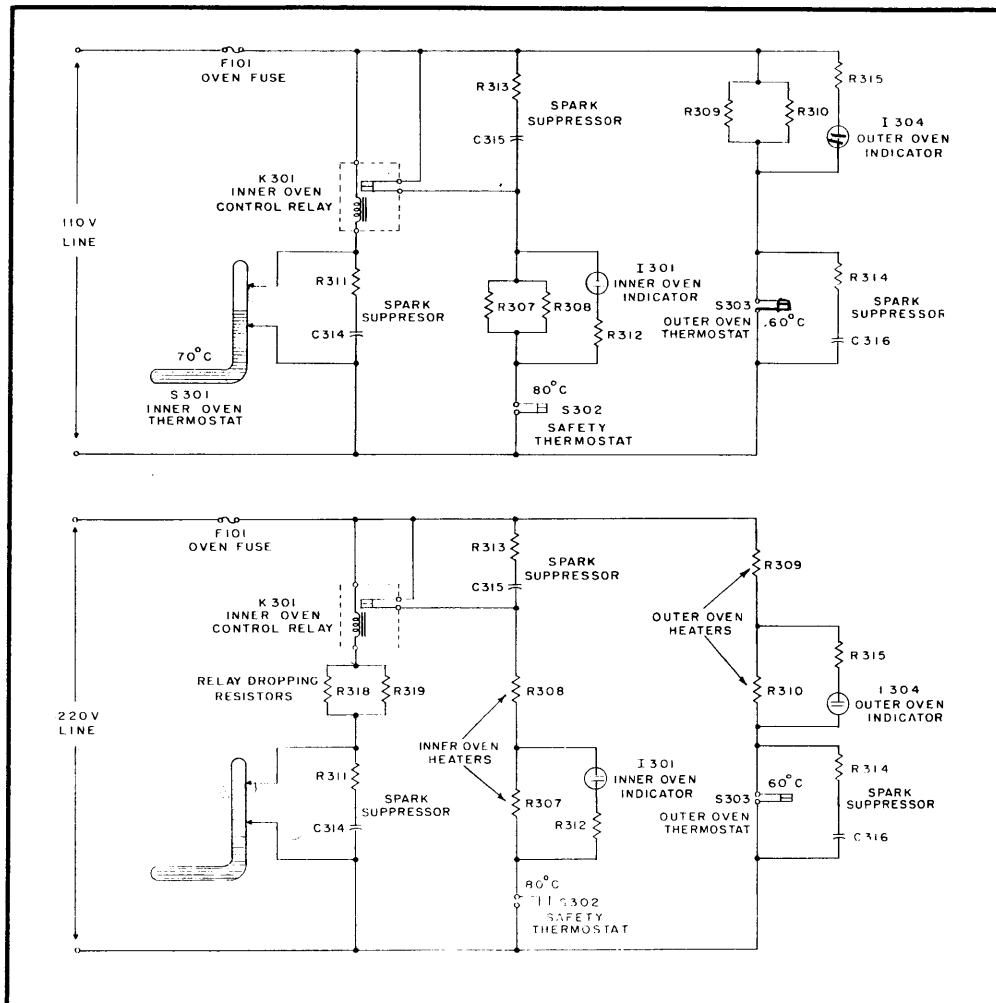 F101
OVEN FUSE
R313
SPARK
SUPPRESSOR
C315
R309
R310
R315
I 304
OUTER OVEN
INDICATOR
K301
INNER OVEN
CONTROL RELAY
110V
LINE
R311
SPARK
SUPPRESOR
C314
70°C
S301
INNER OVEN
THERMOSTAT
R307
R308
I301
INNER OVEN
INDICATOR
R312
80°C
S302
SAFETY
THERMOSTAT
S303
OUTER OVEN
THERMOSTAT
60°C
R314
SPARK
SUPPRESSOR
C316
F101
OVEN FUSE
R313
SPARK
SUPPRESSOR
C315
K301
INNER OVEN
CONTROL RELAY
RELAY DROPPING
RESISTORS
R318
R319
220V
LINE
R311
SPARK
SUPPRESSOR
C314
R308
INNER OVEN
HEATERS
R307
I301
INNER OVEN
INDICATOR
R312
80°C
S302
SAFETY
THERMOSTAT
R309
OUTER OVEN
HEATERS
R310
R315
I 304
OUTER OVEN
INDICATOR
60°C
S303
OUTER OVEN
THERMOSTAT
R314
SPARK
SUPPRESSOR
C316